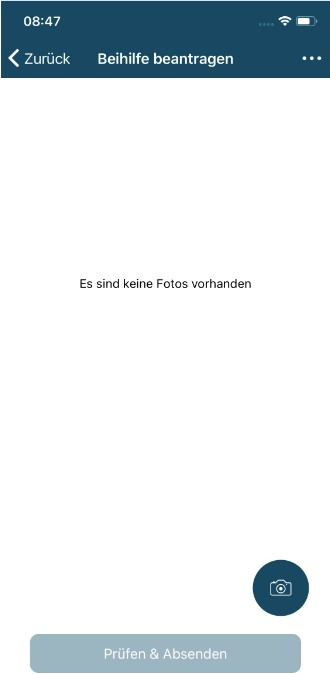 08:47
Zurück Beihilfe beantragen
Es sind keine Fotos vorhanden
Prüfen & Absenden